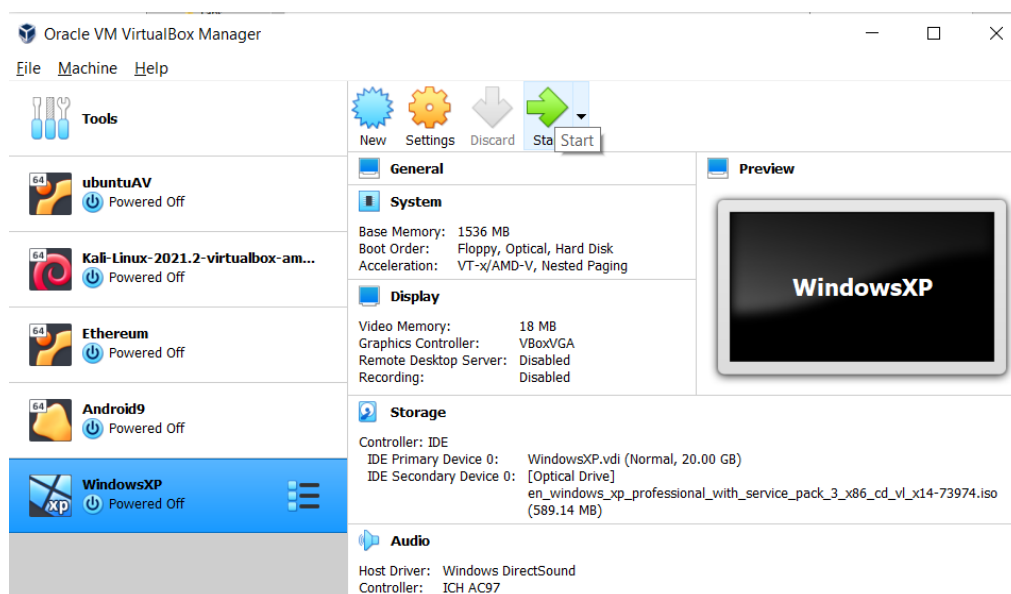 Oracle VM VirtualBox Manager
File Machine Help
Tools
64
ubuntuAV
Powered Off
64
Kali-Linux-2021.2-virtualbox-am...
Powered Off
64
Ethereum
Powered Off
64
Android9
Powered Off
XP
WindowsXP
Powered Off
New Settings Discard Sta Start
General
System
Base Memory: 1536 MB
Boot Order: Floppy, Optical, Hard Disk
Acceleration: VT-x/AMD-V, Nested Paging
Display
Video Memory: 18 MB
Graphics Controller: VBoxVGA
Remote Desktop Server: Disabled
Recording: Disabled
Preview
WindowsXP
Storage
Controller: IDE
IDE Primary Device 0: WindowsXP.vdi (Normal, 20.00 GB)
IDE Secondary Device 0: [Optical Drive]
en_windows_xp_professional_with_service_pack_3_x86_cd_vl_x14-73974.iso
(589.14 MB)
Audio
Host Driver: Windows DirectSound
Controller: ICH AC97